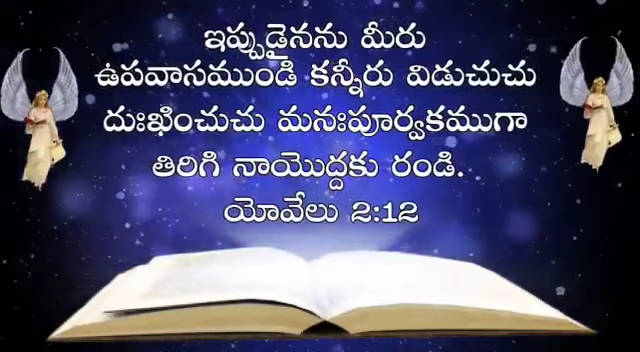 ఇప్పుడైనను మీరు
ఉపవాసముండి కన్నీరు విడుచుచు
దుఃఖించుచు మనఃపూర్వకముగా
తిరిగి నాయొద్దకు రండి.
యోవేలు 2:12